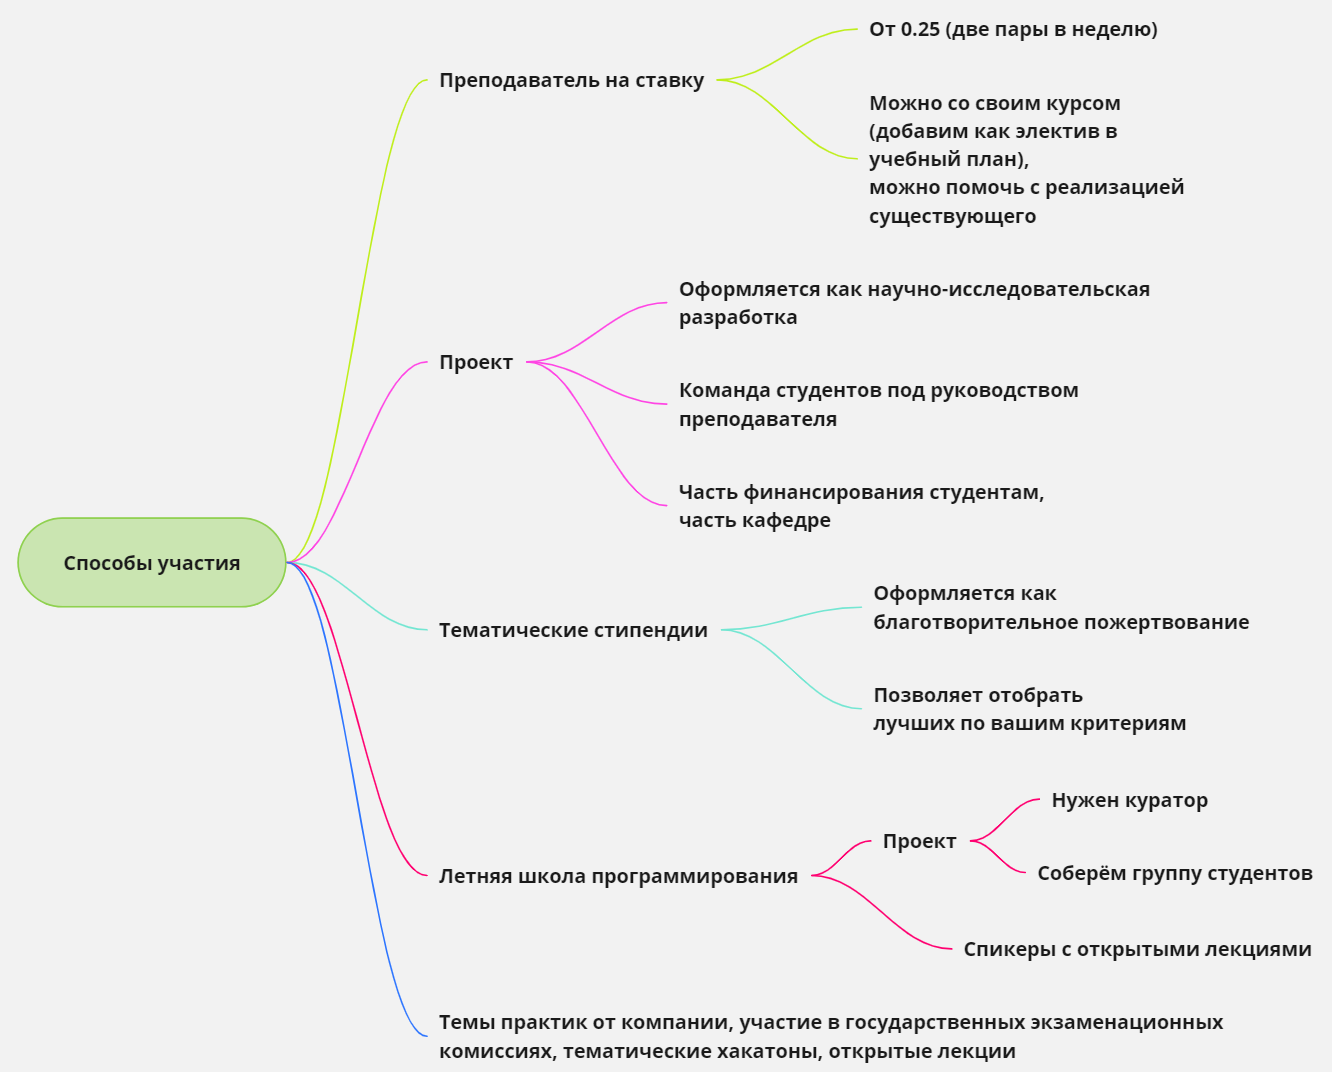 Способы участия
Преподаватель на ставку
От 0.25 (две пары в неделю)
Можно со своим курсом
(добавим как электив в
учебный план),
можно помочь с реализацией
существующего
Проект
Оформляется как научно-исследовательская
разработка
Команда студентов под руководством
преподавателя
Часть финансирования студентам,
часть кафедре
Тематические стипендии
Оформляется как
благотворительное пожертвование
Позволяет отобрать
лучших по вашим критериям
Летняя школа программирования
Проект
Нужен куратор
Соберём группу студентов
Спикеры с открытыми лекциями
Темы практик от компании, участие в государственных экзаменационных
комиссиях, тематические хакатоны, открытые лекции